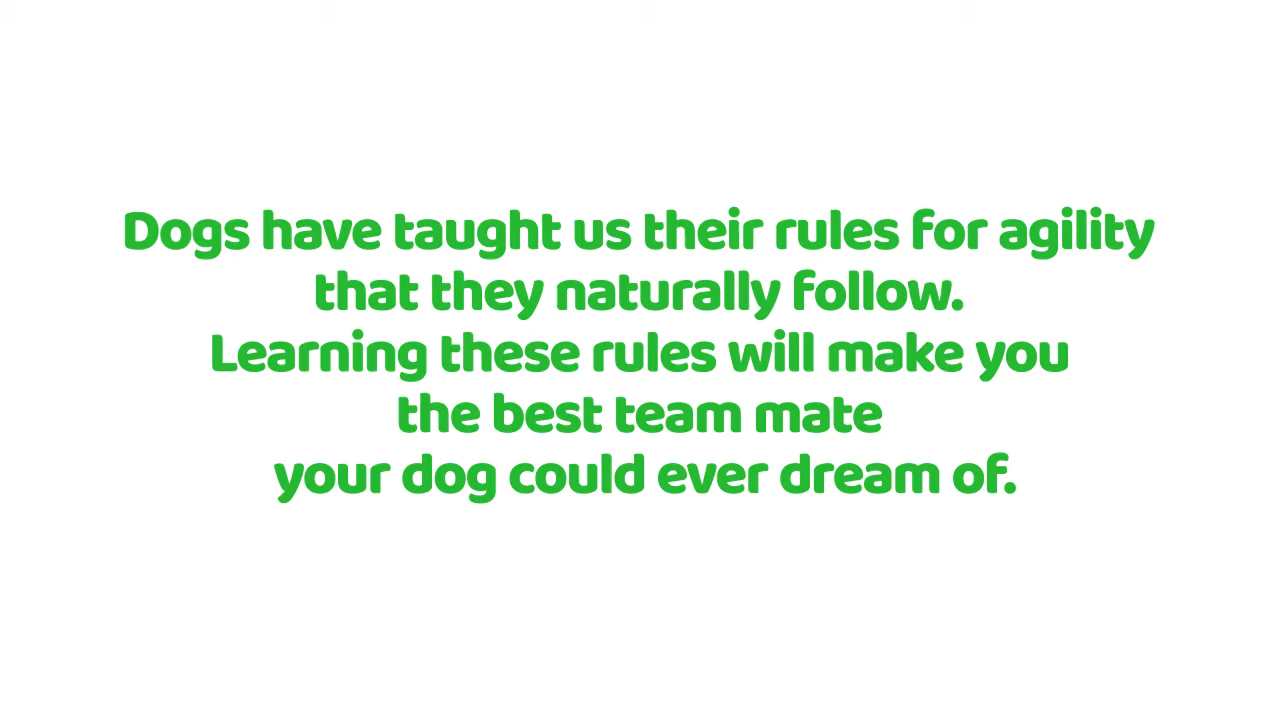 Dogs have taught us their rules for agility
that they naturally follow.
Learning these rules will make you
the best team mate
your dog could ever dream of.